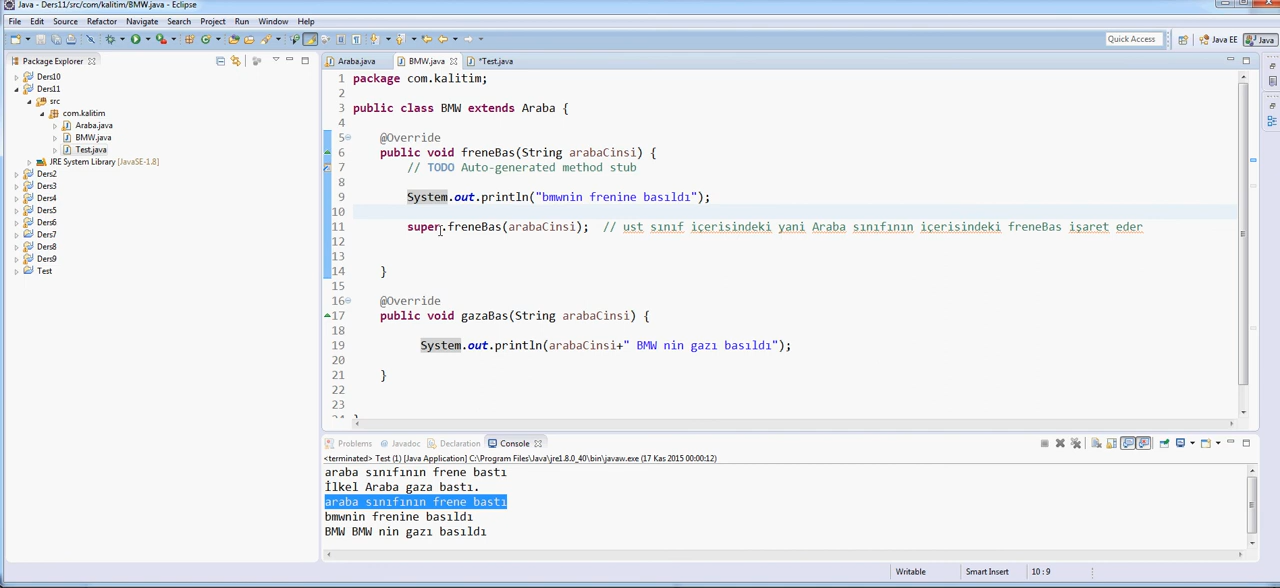 Java - Ders11/src/com/kalitim/BMW.java - Eclipse
File Edit Source Refactor Navigate Search Project Run Window Help
Quick Access Java EE Java
Package Explorer
Ders10
Ders11
src
com.kalitim
Araba.java
BMW.java
Test.java
JRE System Library [JavaSE-1.8]
Ders2
Ders3
Ders4
Ders5
Ders6
Ders7
Ders8
Ders9
Test
Araba.java BMW.java *Test.java
1 package com.kalitim;
2
3 public class BMW extends Araba {
4
5 @Override
6 public void freneBas(String arabaCinsi) {
7 // TODO Auto-generated method stub
8
9 System.out.println("bmwnin frenine basıldı");
10
11 super.freneBas(arabaCinsi); // ust sınıf içerisindeki yani Araba sınıfının içerisindeki freneBas işaret eder
12
13
14 }
15
16 @Override
17 public void gazaBas(String arabaCinsi) {
18
19 System.out.println(arabaCinsi+" BMW nin gazı basıldı");
20
21 }
22
23
24 }
Problems Javadoc Declaration Console
<terminated> Test (1) [Java Application] C:\Program Files\Java\jre1.8.0_40\bin\javaw.exe (17 Kas 2015 00:00:12)
araba sınıfının frene bastı
İlkel Araba gaza bastı.
araba sınıfının frene bastı
bmwnin frenine basıldı
BMW BMW nin gazı basıldı
Writable Smart Insert 10 : 9